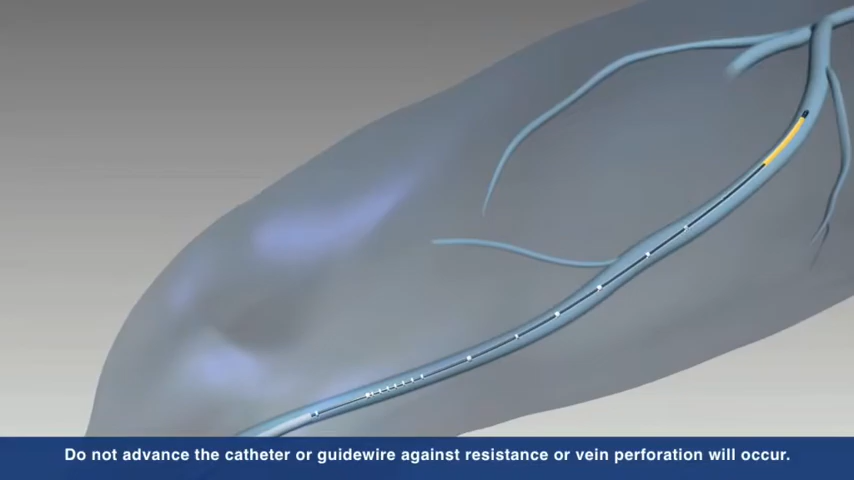 Do not advance the catheter or guidewire against resistance or vein perforation will occur.